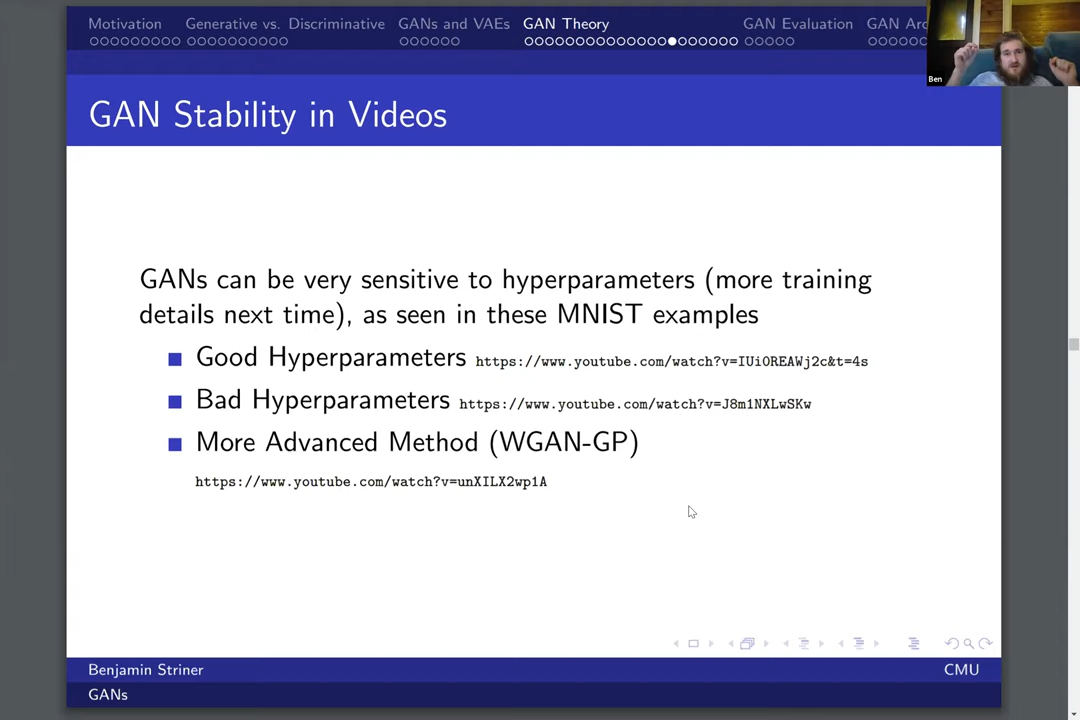 Motivation Generative vs. Discriminative GANs and VAEs GAN Theory GAN Evaluation GAN
Ben
GAN Stability in Videos
GANs can be very sensitive to hyperparameters (more training
details next time), as seen in these MNIST examples
Good Hyperparameters https://www.youtube.com/watch?v=IUi0REAWj2c&t=4s
Bad Hyperparameters https://www.youtube.com/watch?v=J8m1NXLwSKw
More Advanced Method (WGAN-GP)
https://www.youtube.com/watch?v=unXILX2wp1A
Benjamin Striner CMU
GANs